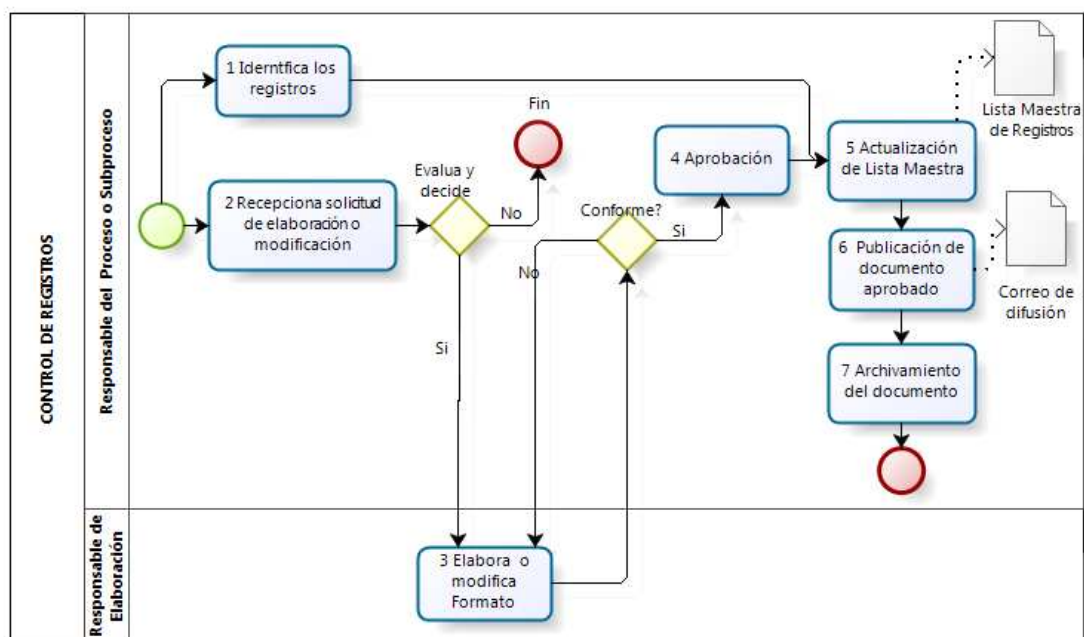 CONTROL DE REGISTROS
Responsable del Proceso o Subproceso
1 Identfica los
registros
Fin
Lista Maestra
de Registros
4 Aprobación
5 Actualización
de Lista Maestra
Evalua y
decide
2 Recepciona solicitud
de elaboración o
modificación
No
Conforme?
Si
No
6 Publicación de
documento
aprobado
Correo de
difusión
Si
7 Archivamiento
del documento
Responsable de
Elaboración
3 Elabora o
modifica
Formato